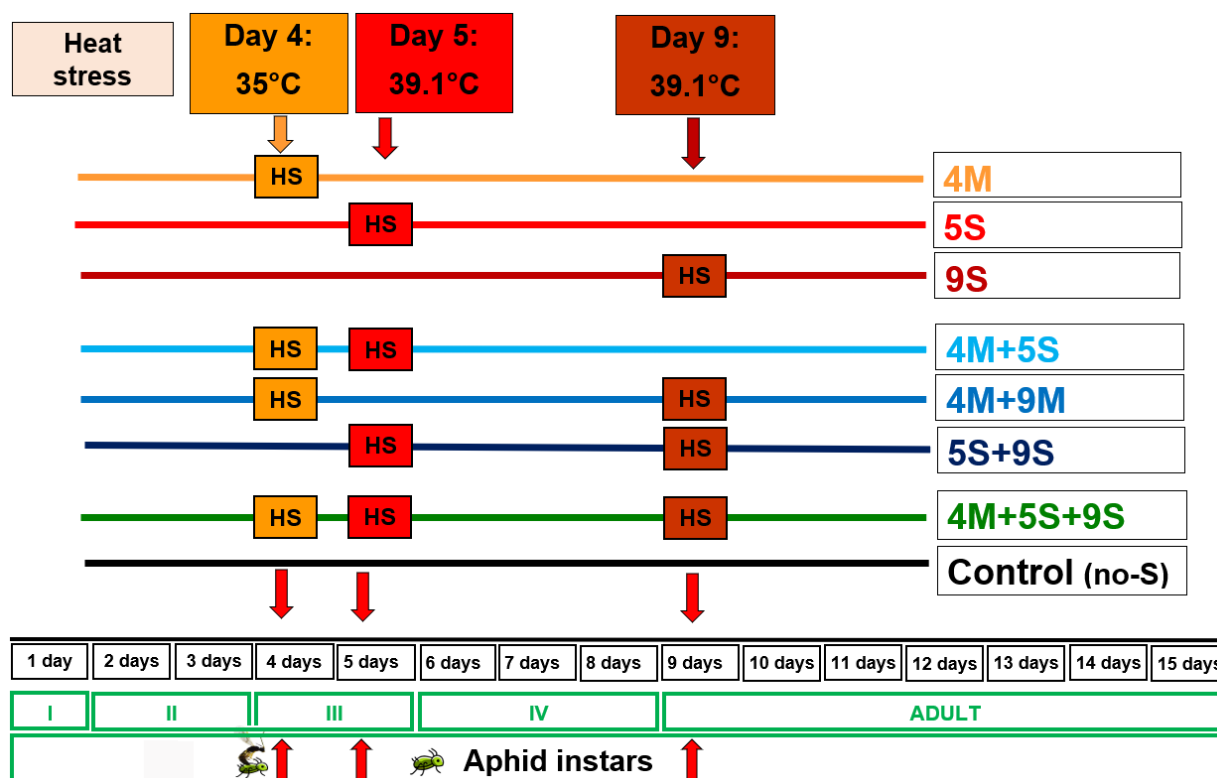 Heat
stress
Day 4:
35°C
Day 5:
39.1°C
Day 9:
39.1°C
HS
4M
HS
5S
HS
9S
HS HS
4M+5S
HS HS
4M+9M
HS HS
5S+9S
HS HS HS
4M+5S+9S
Control (no-S)
1 day 2 days 3 days 4 days 5 days 6 days 7 days 8 days 9 days 10 days 11 days 12 days 13 days 14 days 15 days
I II III IV ADULT
Aphid instars